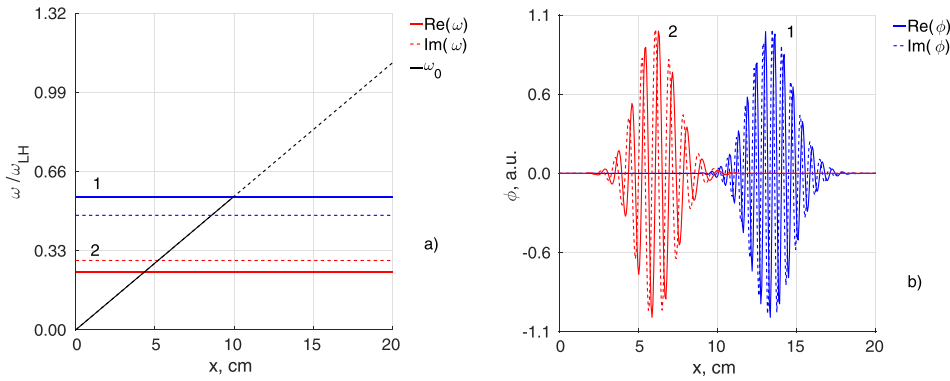 1.32
0.99
0.66
0.33
0.00
ω /ω_LH
0 5 10 15 20
x, cm
1
2
a)
Re( ω)
Im( ω)
ω_0
1.1
0.6
0.0
-0.6
-1.1
ϕ, a.u.
0 5 10 15 20
x, cm
2 1
b)
Re( ϕ)
Im( ϕ)